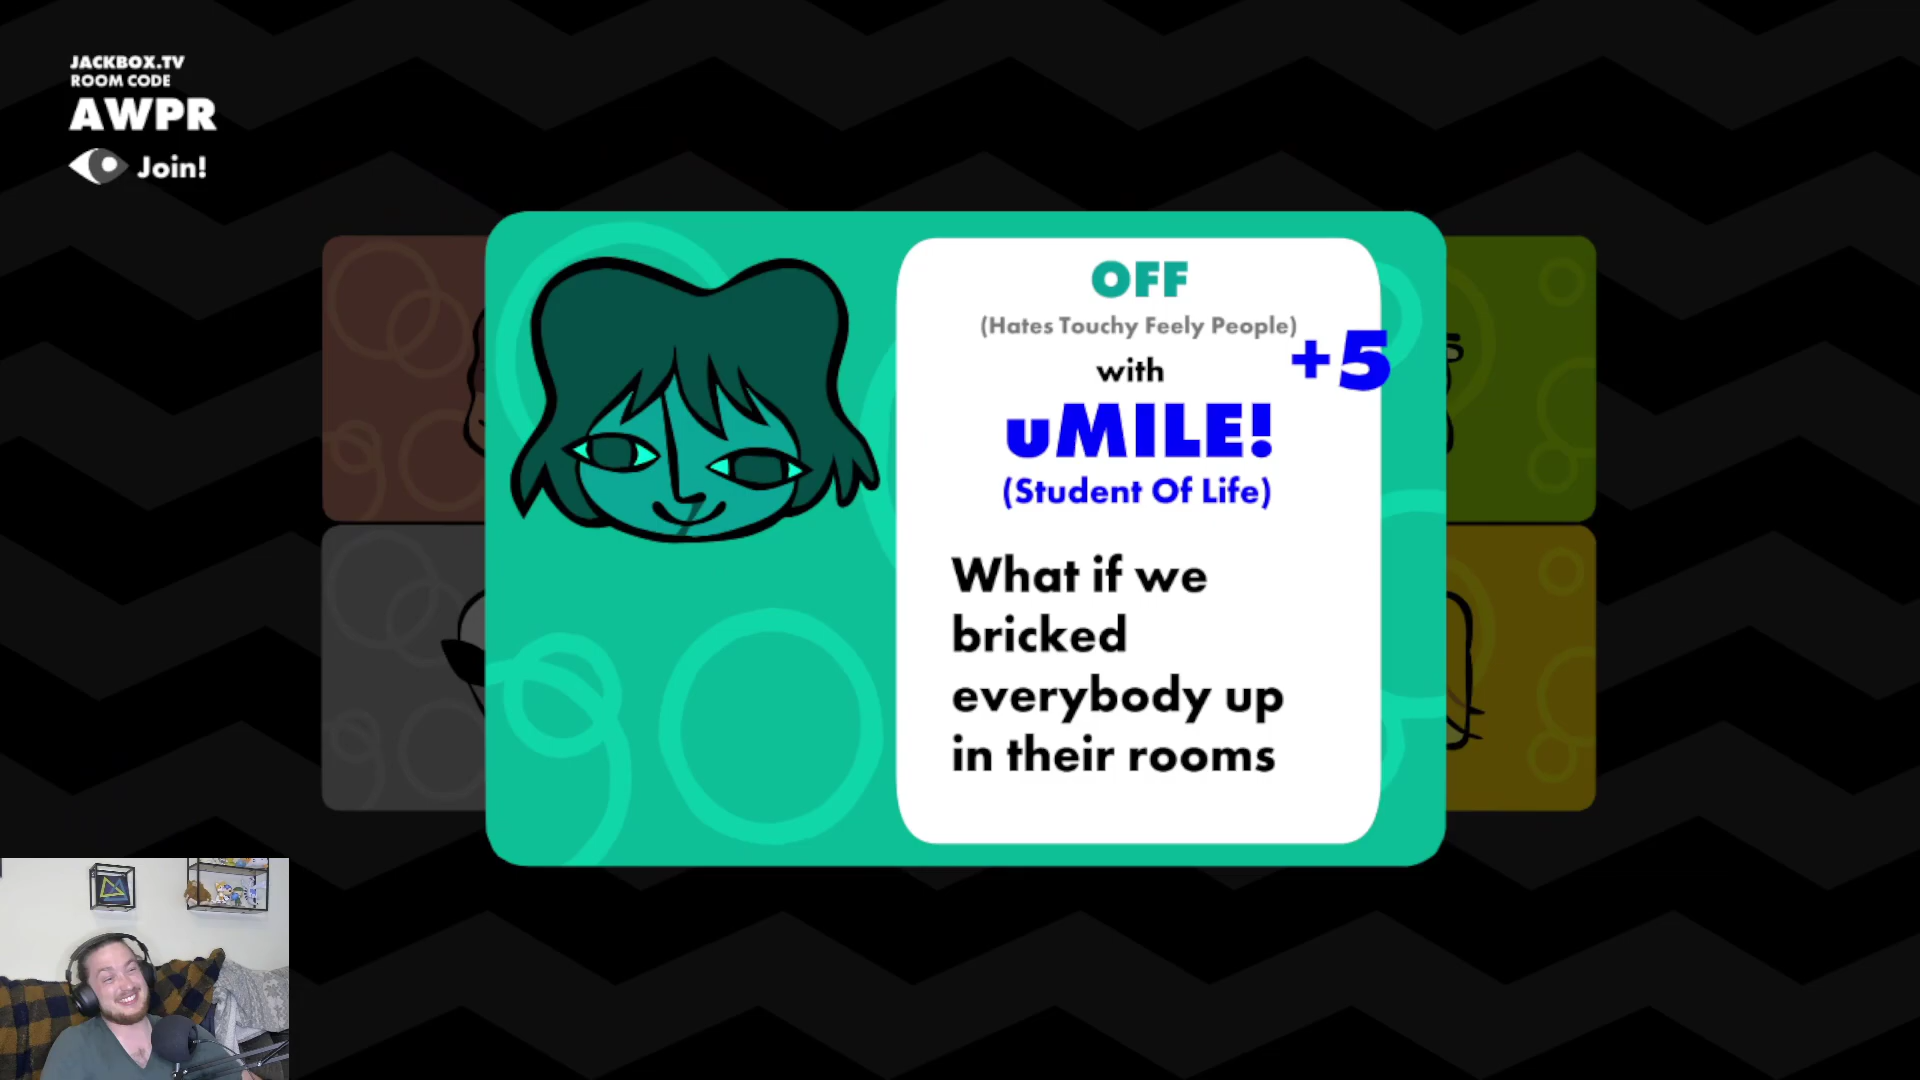 JACKBOX.TV
ROOM CODE
AWPR
Join!
OFF
(Hates Touchy Feely People)
with
+5
uMILE!
(Student Of Life)
What if we
bricked
everybody up
in their rooms